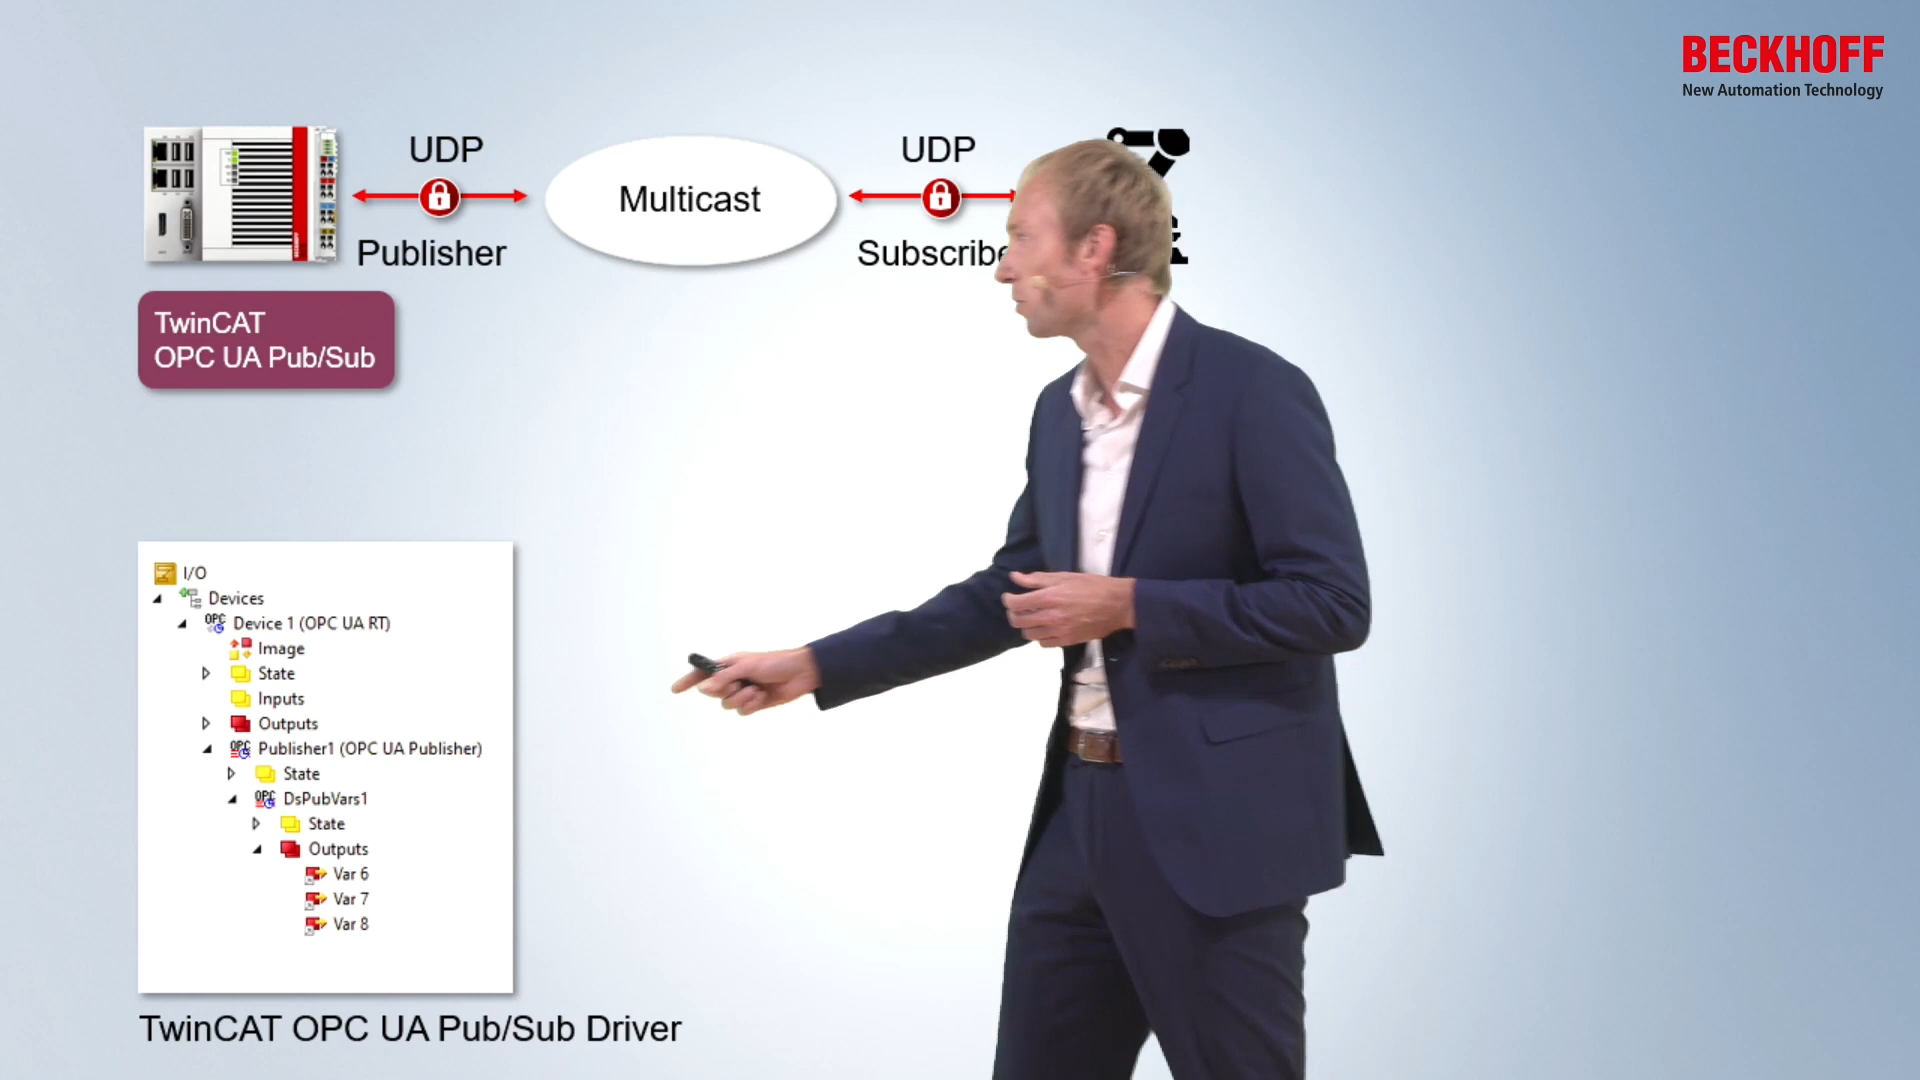 BECKHOFF
New Automation Technology
UDP
UDP
Multicast
Publisher
TwinCAT
OPC UA Pub/Sub
I/O
Devices
Device 1 (OPC UA RT)
Image
State
Inputs
Outputs
Publisher1 (OPC UA Publisher)
State
DsPubVars1
State
Outputs
Var 6
Var 7
Var 8
TwinCAT OPC UA Pub/Sub Driver